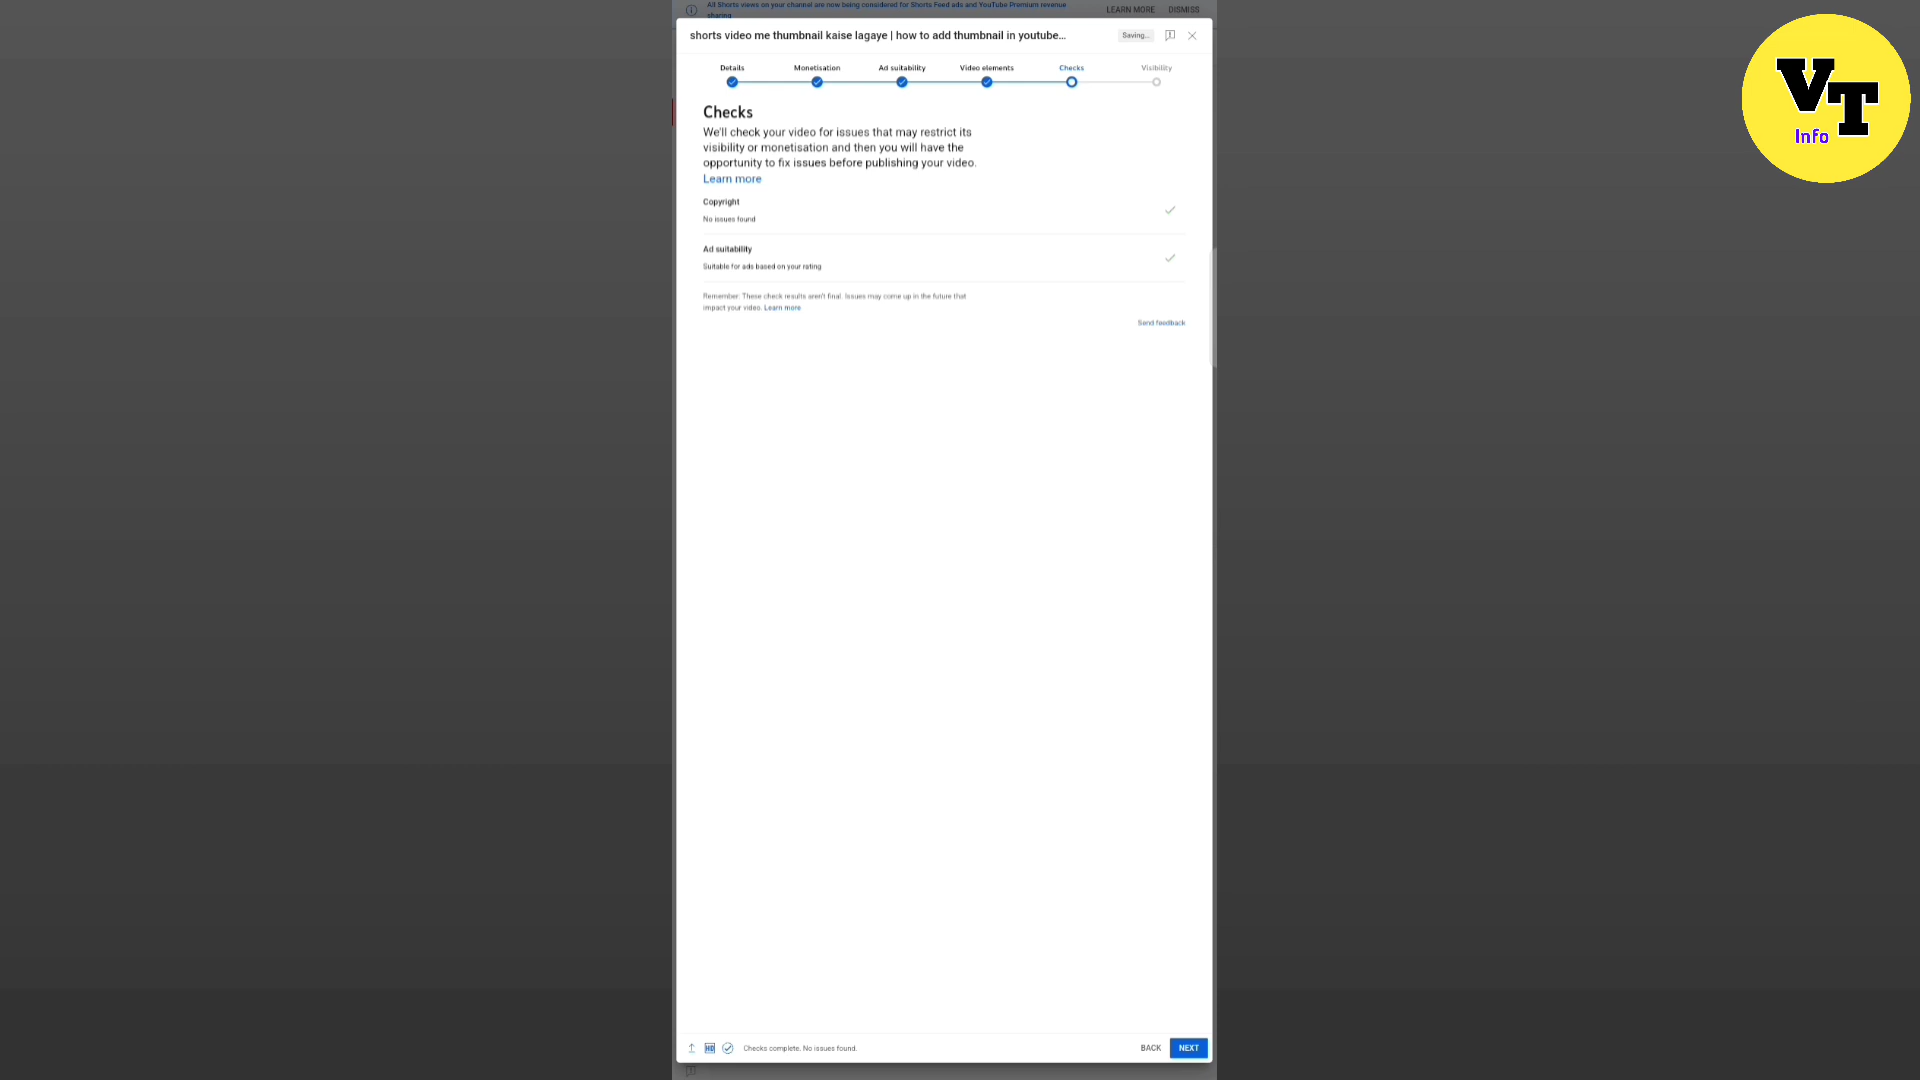 All Shorts views on your channel are now being considered for Shorts Feed ads and YouTube Premium revenue
sharing
LEARN MORE
DISMISS
shorts video me thumbnail kaise lagaye | how to add thumbnail in youtube...
Saving...
Details
Monetisation
Ad suitability
Video elements
Checks
Visibility
Checks
We'll check your video for issues that may restrict its
visibility or monetisation and then you will have the
opportunity to fix issues before publishing your video.
Learn more
Copyright
No issues found
Ad suitability
Suitable for ads based on your rating
Remember: These check results aren't final. Issues may come up in the future that
impact your video. Learn more
Send feedback
HD
Checks complete. No issues found.
BACK
NEXT
VT
Info